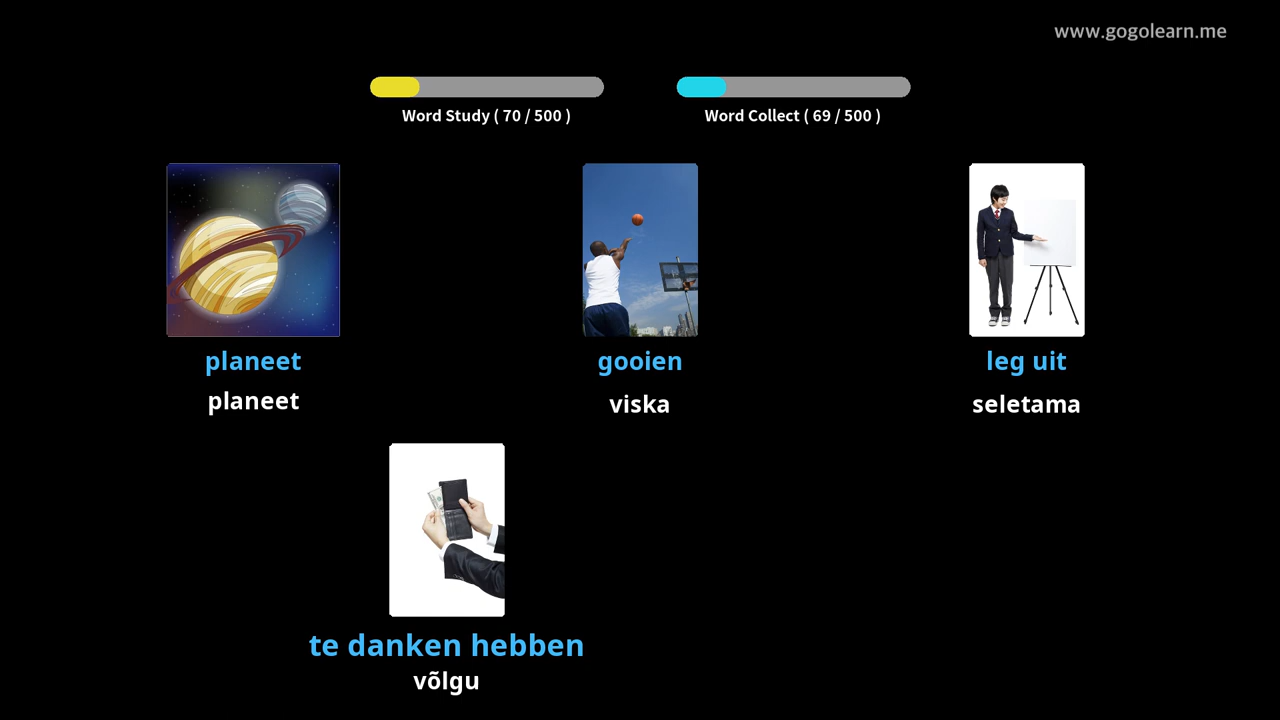 www.gogolearn.me
Word Study ( 70 / 500 )
Word Collect ( 69 / 500 )
planeet
planeet
gooien
viska
leg uit
seletama
te danken hebben
võlgu